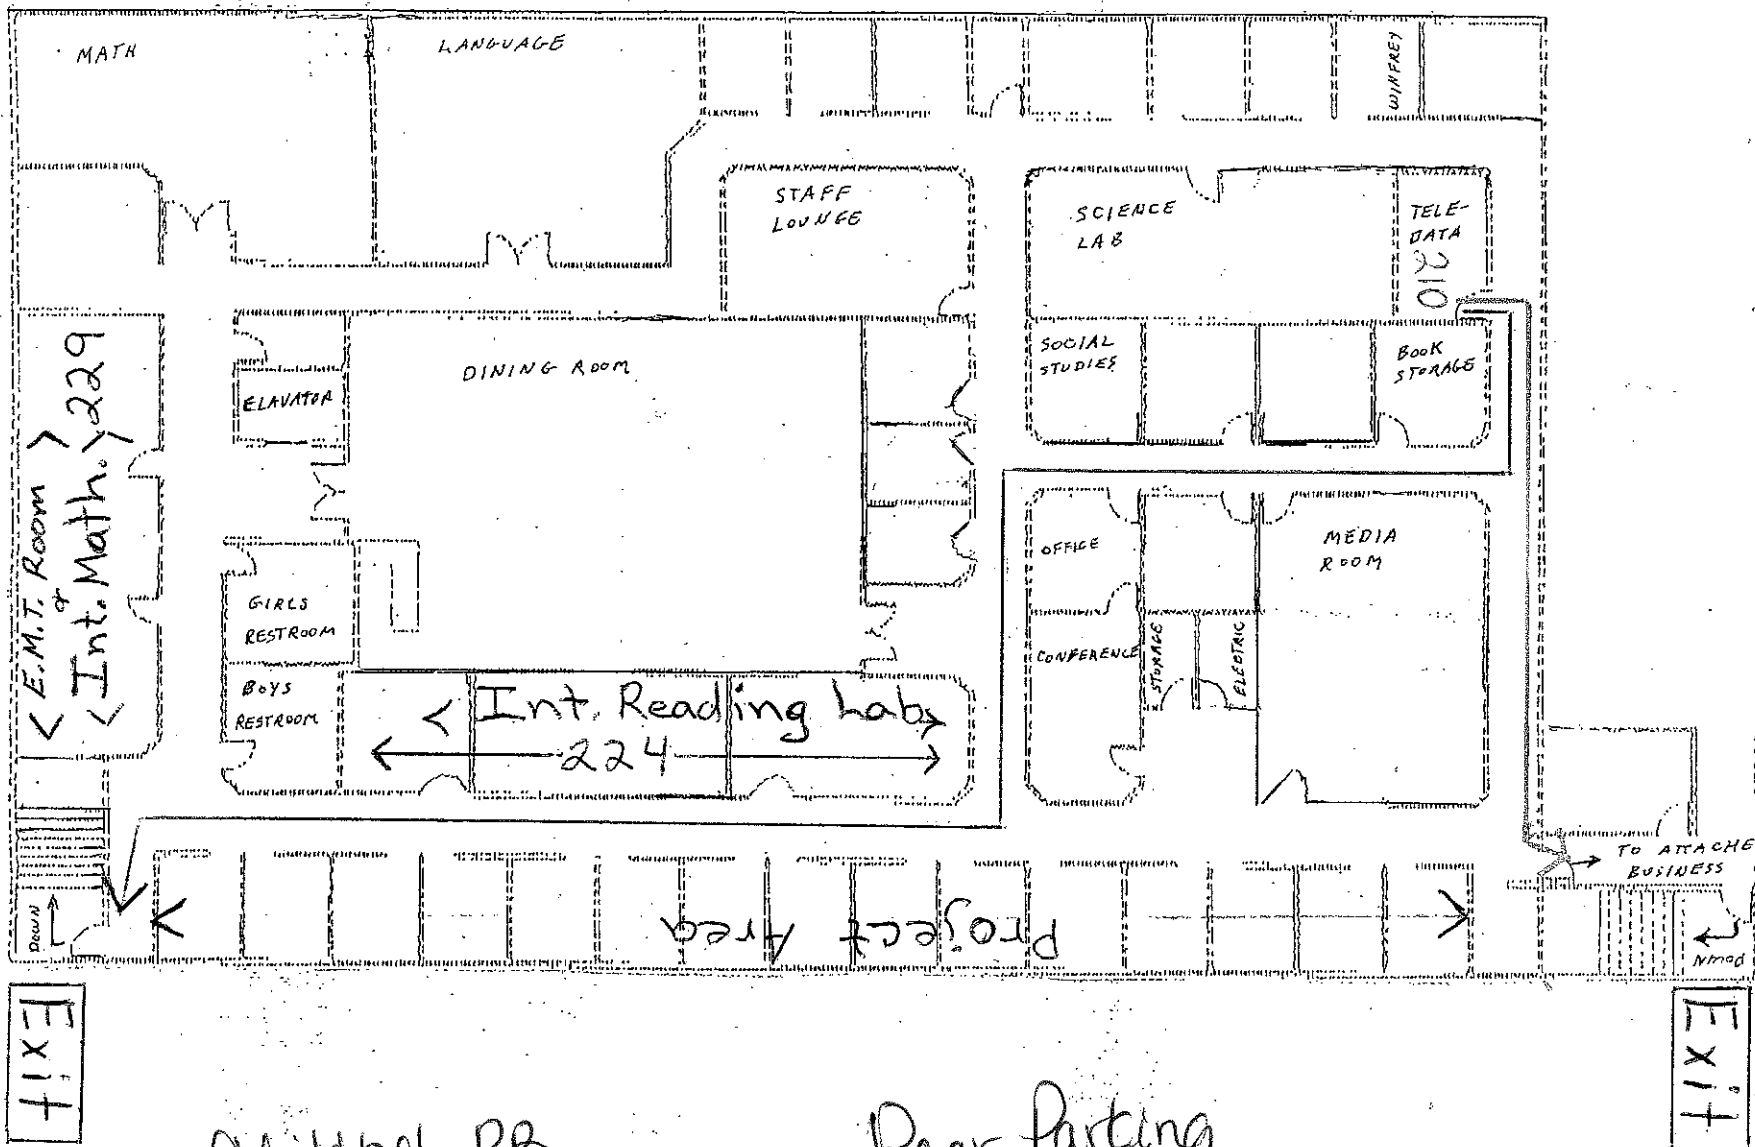 MATH
LANGUAGE
WINFREY
STAFF
LOUNGE
SCIENCE
LAB
TELE-
DATA
210
DINING ROOM
SOCIAL
STUDIES
BOOK
STORAGE
ELAVATOR
< E.M.T. Room >
&
< Int. Math. > 229
OFFICE
MEDIA
ROOM
GIRLS
RESTROOM
CONFERENCE
STORAGE
ELECTRIC
BOYS
RESTROOM
< Int. Reading Lab >
224
TO ATTACHE
BUSINESS
DOWN
Project Area
DOWN
Exit
Exit
Rear Parking